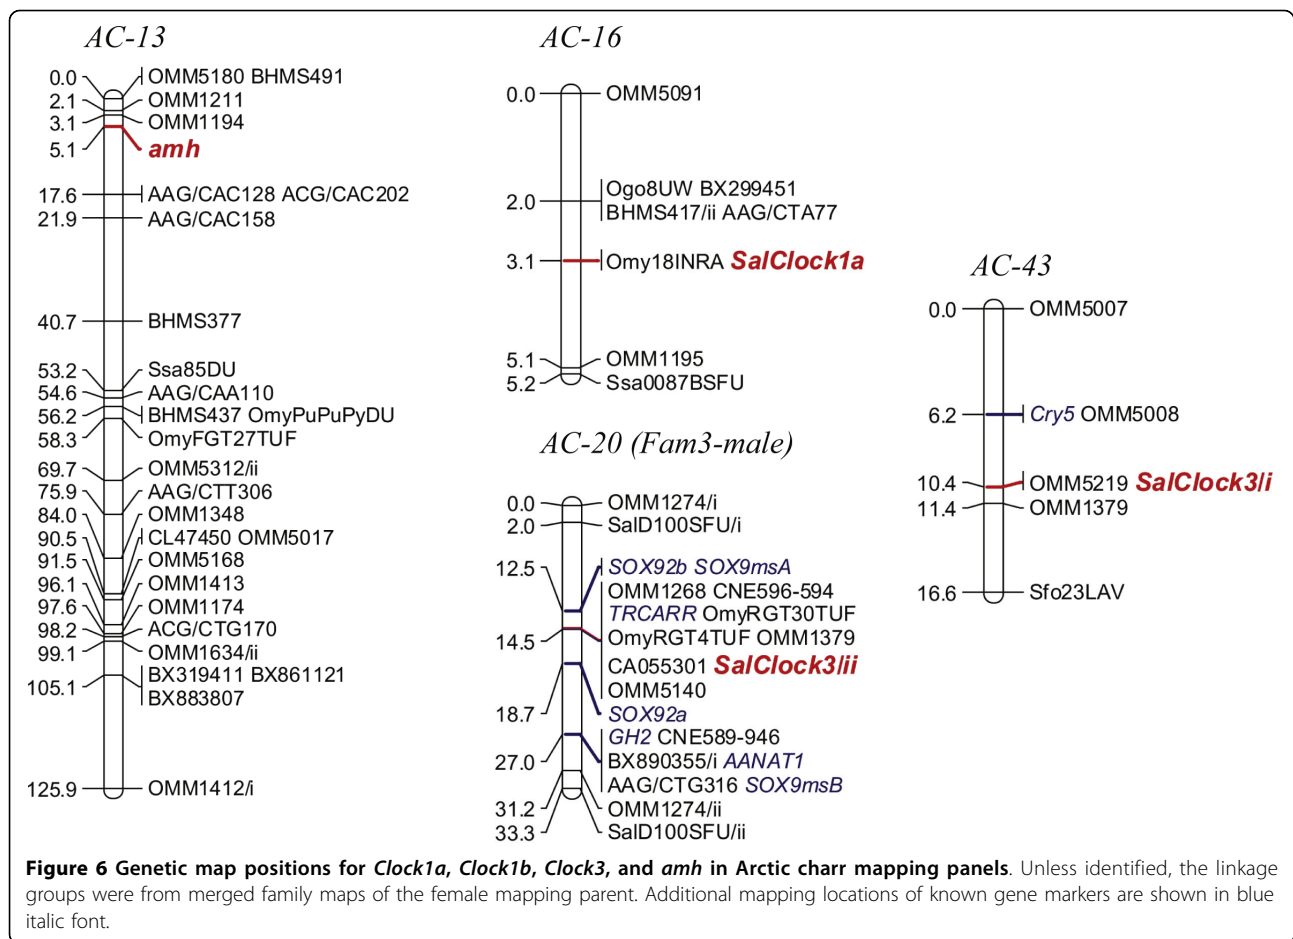 AC-13
0.0 OMM5180 BHMS491
2.1 OMM1211
3.1 OMM1194
5.1 amh
17.6 AAG/CAC128 ACG/CAC202
21.9 AAG/CAC158
40.7 BHMS377
53.2 Ssa85DU
54.6 AAG/CAA110
56.2 BHMS437 OmyPuPuPyDU
58.3 OmyFGT27TUF
69.7 OMM5312/ii
75.9 AAG/CTT306
84.0 OMM1348
90.5 CL47450 OMM5017
91.5 OMM5168
96.1 OMM1413
97.6 OMM1174
98.2 ACG/CTG170
99.1 OMM1634/ii
105.1 BX319411 BX861121
BX883807
125.9 OMM1412/i
AC-16
0.0 OMM5091
2.0 Ogo8UW BX299451
BHMS417/ii AAG/CTA77
3.1 Omy18INRA SalClock1a
5.1 OMM1195
5.2 Ssa0087BSFU
AC-20 (Fam3-male)
0.0 OMM1274/i
2.0 SalD100SFU/i
12.5 SOX92b SOX9msA
OMM1268 CNE596-594
TRCARR OmyRGT30TUF
14.5 OmyRGT4TUF OMM1379
CA055301 SalClock3/ii
OMM5140
18.7 SOX92a
GH2 CNE589-946
27.0 BX890355/i AANAT1
AAG/CTG316 SOX9msB
31.2 OMM1274/ii
33.3 SalD100SFU/ii
AC-43
0.0 OMM5007
6.2 Cry5 OMM5008
10.4 OMM5219 SalClock3/i
11.4 OMM1379
16.6 Sfo23LAV
Figure 6 Genetic map positions for Clock1a, Clock1b, Clock3, and amh in Arctic charr mapping panels. Unless identified, the linkage
groups were from merged family maps of the female mapping parent. Additional mapping locations of known gene markers are shown in blue
italic font.